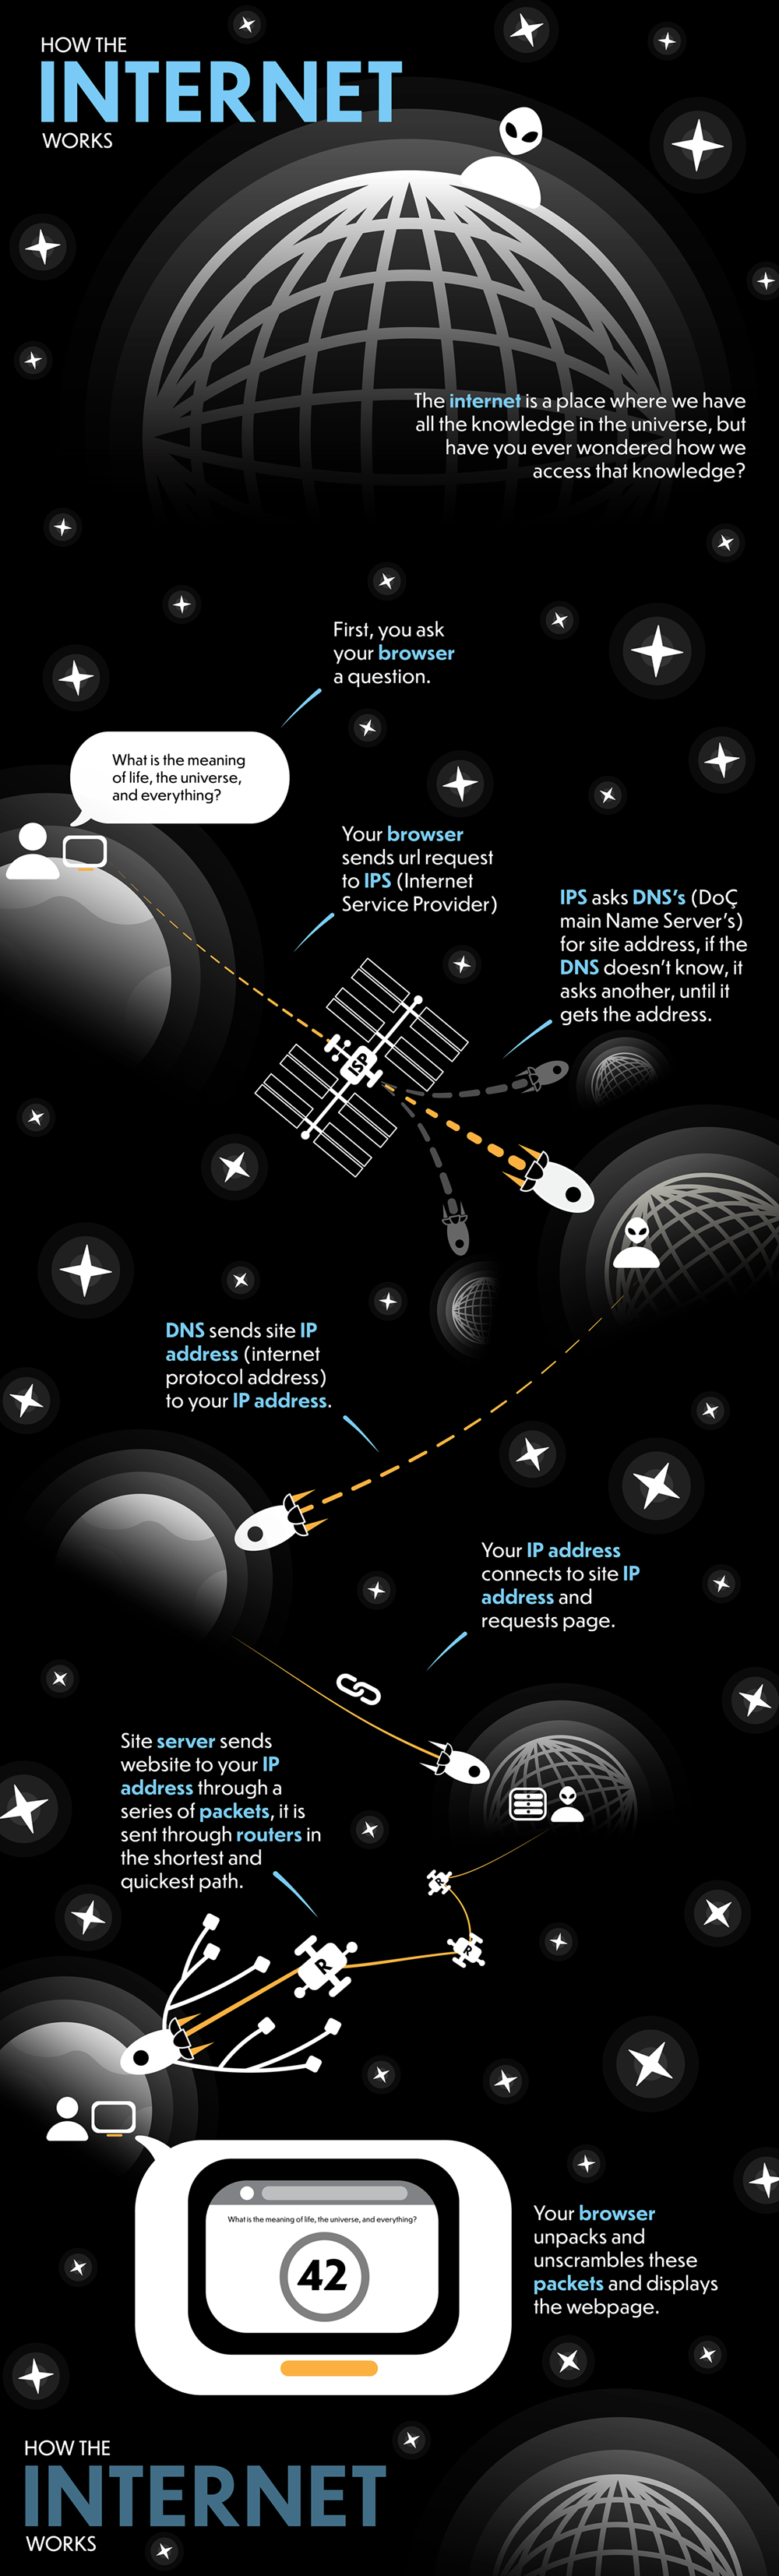 HOW THE
INTERNET
WORKS
The internet is a place where we have
all the knowledge in the universe, but
have you ever wondered how we
access that knowledge?
First, you ask
your browser
a question.
What is the meaning
of life, the universe,
and everything?
Your browser
sends url request
to IPS (Internet
Service Provider)
IPS asks DNS's (DoÇ
main Name Server's)
for site address, if the
DNS doesn't know, it
asks another, until it
gets the address.
ISP
DNS sends site IP
address (internet
protocol address)
to your IP address.
Your IP address
connects to site IP
address and
requests page.
Site server sends
website to your IP
address through a
series of packets, it is
sent through routers in
the shortest and
quickest path.
R
R
R
What is the meaning of life, the universe, and everything?
42
Your browser
unpacks and
unscrambles these
packets and displays
the webpage.
HOW THE
INTERNET
WORKS